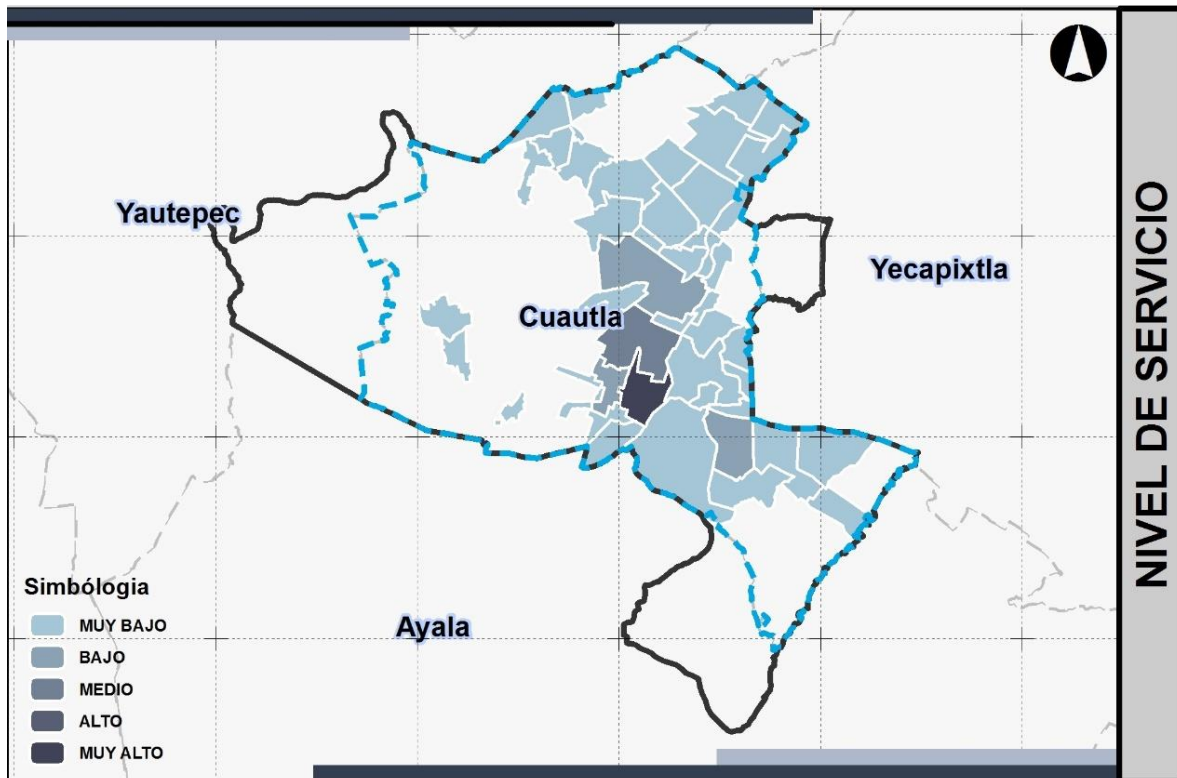 Yautepec
Yecapixtla
Cuautla
Ayala
Simbólogia
MUY BAJO
BAJO
MEDIO
ALTO
MUY ALTO
NIVEL DE SERVICIO